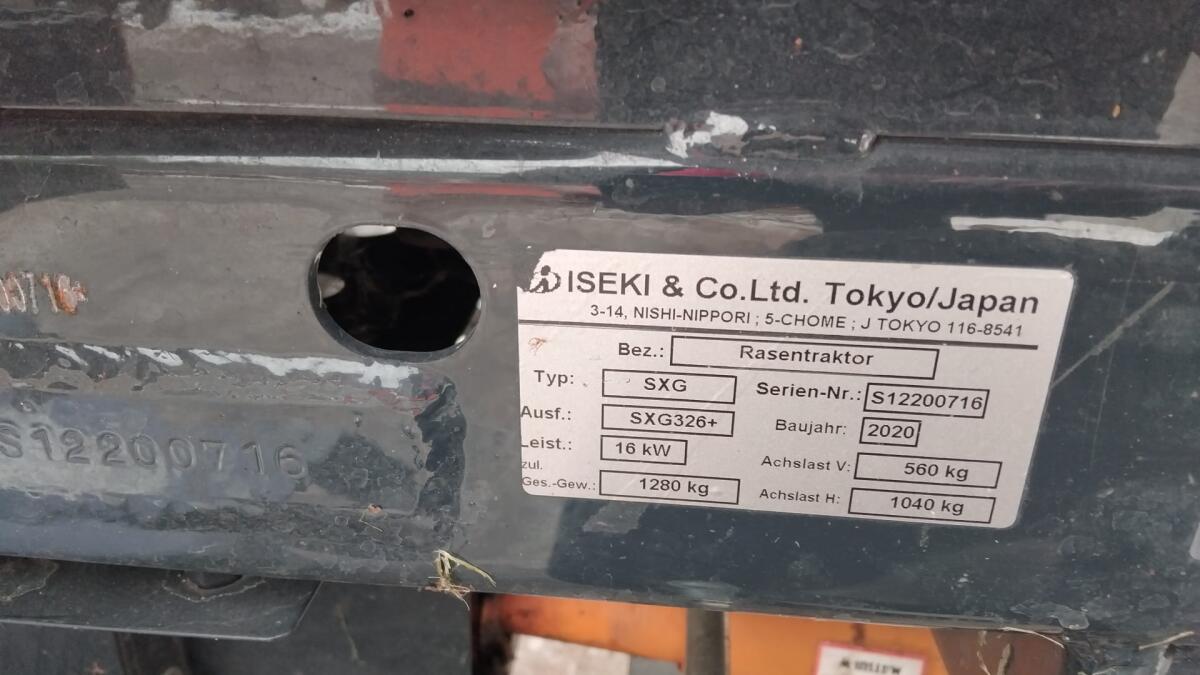 ISEKI & Co.Ltd. Tokyo/Japan
3-14, NISHI-NIPPORI ; 5-CHOME ; J TOKYO 116-8541
Bez.: Rasentraktor
Typ: SXG Serien-Nr.: S12200716
Ausf.: SXG326+ Baujahr: 2020
Leist.: 16 kW Achslast V: 560 kg
zul.
Ges.-Gew.: 1280 kg Achslast H: 1040 kg
S12200716